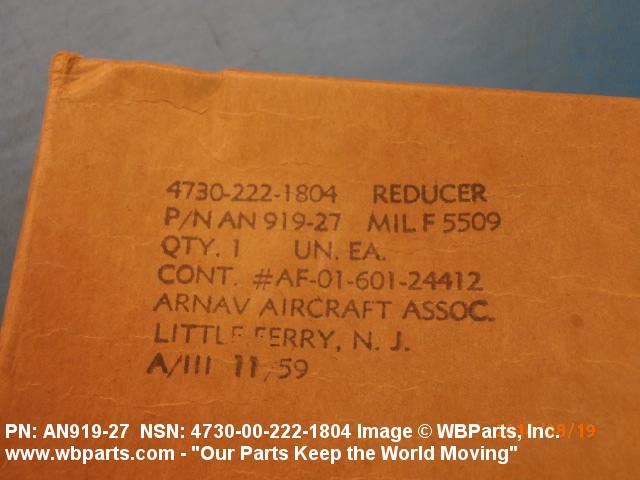 4730-222-1804 REDUCER
P/N AN 919-27 MIL F 5509
QTY. 1 UN. EA.
CONT. #AF-01-601-24412
ARNAV AIRCRAFT ASSOC.
LITTLE FERRY, N. J.
A/III 11/59
PN: AN919-27 NSN: 4730-00-222-1804 Image © WBParts, Inc.
www.wbparts.com - "Our Parts Keep the World Moving"